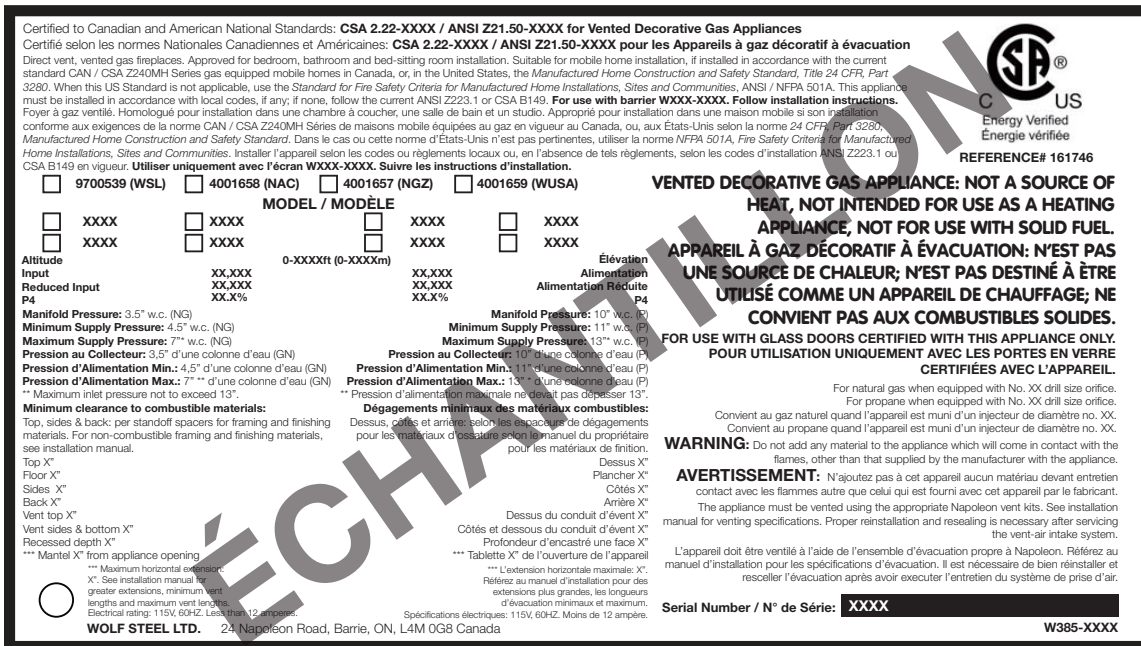 Certified to Canadian and American National Standards: CSA 2.22-XXXX / ANSI Z21.50-XXXX for Vented Decorative Gas Appliances
Certifié selon les normes Nationales Canadiennes et Américaines: CSA 2.22-XXXX / ANSI Z21.50-XXXX pour les Appareils à gaz décoratif à évacuation
Direct vent, vented gas fireplaces. Approved for bedroom, bathroom and bed-sitting room installation. Suitable for mobile home installation, if installed in accordance with the current
standard CAN / CSA Z240MH Series gas equipped mobile homes in Canada, or, in the United States, the Manufactured Home Construction and Safety Standard, Title 24 CFR, Part
3280. When this US Standard is not applicable, use the Standard for Fire Safety Criteria for Manufactured Home Installations, Sites and Communities, ANSI / NFPA 501A. This appliance
must be installed in accordance with local codes, if any; if none, follow the current ANSI Z223.1 or CSA B149. For use with barrier WXXX-XXXX. Follow installation instructions.
Foyer à gaz ventilé. Homologué pour installation dans une chambre à coucher, une salle de bain et un studio. Approprié pour installation dans une maison mobile si son installation
conforme aux exigences de la norme CAN / CSA Z240MH Séries de maisons mobile équipées au gaz en vigueur au Canada, ou, aux États-Unis selon la norme 24 CFR, Part 3280,
Manufactured Home Construction and Safety Standard. Dans le cas ou cette norme d'États-Unis n'est pas pertinentes, utiliser la norme NFPA 501A, Fire Safety Criteria for Manufactured
Home Installations, Sites and Communities. Installer l'appareil selon les codes ou règlements locaux ou, en l'absence de tels règlements, selon les codes d'installation ANSI Z223.1 ou
CSA B149 en vigueur. Utiliser uniquement avec l'écran WXXX-XXXX. Suivre les instructions d'installation.
SA
®
C US
Energy Verified
Énergie vérifiée
REFERENCE# 161746
9700539 (WSL) 4001658 (NAC) 4001657 (NGZ) 4001659 (WUSA)
MODEL / MODÈLE
XXXX XXXX XXXX XXXX
XXXX XXXX XXXX XXXX
Altitude 0-XXXXft (0-XXXXm) Élévation
Input XX,XXX XX,XXX Alimentation
Reduced Input XX,XXX XX,XXX Alimentation Réduite
P4 XX.X% XX.X% P4
Manifold Pressure: 3.5" w.c. (NG)
Minimum Supply Pressure: 4.5" w.c. (NG)
Maximum Supply Pressure: 7"* w.c. (NG)
Pression au Collecteur: 3,5" d'une colonne d'eau (GN)
Pression d'Alimentation Min.: 4,5" d'une colonne d'eau (GN)
Pression d'Alimentation Max.: 7" ** d'une colonne d'eau (GN)
** Maximum inlet pressure not to exceed 13".
Manifold Pressure: 10" w.c. (P)
Minimum Supply Pressure: 11" w.c. (P)
Maximum Supply Pressure: 13"* w.c. (P)
Pression au Collecteur: 10" d'une colonne d'eau (P)
Pression d'Alimentation Min.: 11" d'une colonne d'eau (P)
Pression d'Alimentation Max.: 13" * d'une colonne d'eau (P)
** Pression d'alimentation maximale ne devait pas dépasser 13".
Minimum clearance to combustible materials:
Top, sides & back: per standoff spacers for framing and finishing
materials. For non-combustible framing and finishing materials,
see installation manual.
Top X"
Floor X"
Sides X"
Back X"
Vent top X"
Vent sides & bottom X"
Recessed depth X"
*** Mantel X" from appliance opening
*** Maximum horizontal extension:
X". See installation manual for
greater extensions, minimum vent
lengths and maximum vent lengths.
Electrical rating: 115V, 60HZ. Less than 12 amperes.
Dégagements minimaux des matériaux combustibles:
Dessus, côtés et arrière: selon les espaceurs de dégagements
pour les matériaux d'ossature selon le manuel du propriétaire
pour les matériaux de finition.
Dessus X"
Plancher X"
Côtés X"
Arrière X"
Dessus du conduit d'évent X"
Côtés et dessous du conduit d'évent X"
Profondeur d'encastré une face X"
*** Tablette X" de l'ouverture de l'appareil
*** L'extension horizontale maximale: X".
Référez au manuel d'installation pour des
extensions plus grandes, les longueurs
d'évacution minimaux et maximum.
Spécifications électriques: 115V, 60HZ. Moins de 12 ampère.
WOLF STEEL LTD. 24 Napoleon Road, Barrie, ON, L4M 0G8 Canada
VENTED DECORATIVE GAS APPLIANCE: NOT A SOURCE OF
HEAT, NOT INTENDED FOR USE AS A HEATING
APPLIANCE, NOT FOR USE WITH SOLID FUEL.
APPAREIL À GAZ DÉCORATIF À ÉVACUATION: N'EST PAS
UNE SOURCE DE CHALEUR; N'EST PAS DESTINÉ À ÈTRE
UTILISÉ COMME UN APPAREIL DE CHAUFFAGE; NE
CONVIENT PAS AUX COMBUSTIBLES SOLIDES.
FOR USE WITH GLASS DOORS CERTIFIED WITH THIS APPLIANCE ONLY.
POUR UTILISATION UNIQUEMENT AVEC LES PORTES EN VERRE
CERTIFIÉES AVEC L'APPAREIL.
For natural gas when equipped with No. XX drill size orifice.
For propane when equipped with No. XX drill size orifice.
Convient au gaz naturel quand l'appareil est muni d'un injecteur de diamètre no. XX.
Convient au propane quand l'appareil est muni d'un injecteur de diamètre no. XX.
WARNING: Do not add any material to the appliance which will come in contact with the
flames, other than that supplied by the manufacturer with the appliance.
AVERTISSEMENT: N'ajoutez pas à cet appareil aucun matériau devant entretien
contact avec les flammes autre que celui qui est fourni avec cet appareil par le fabricant.
The appliance must be vented using the appropriate Napoleon vent kits. See installation
manual for venting specifications. Proper reinstallation and resealing is necessary after servicing
the vent-air intake system.
L'appareil doit être ventilé à l'aide de l'ensemble d'évacution propre à Napoleon. Référez au
manuel d'installation pour les spécifications d'évacution. Il est nécessaire de bien réinstaller et
resceller l'évacution après avoir executer l'entretien du système de prise d'air.
Serial Number / N° de Série: XXXX
W385-XXXX
ÉCHANTILLON